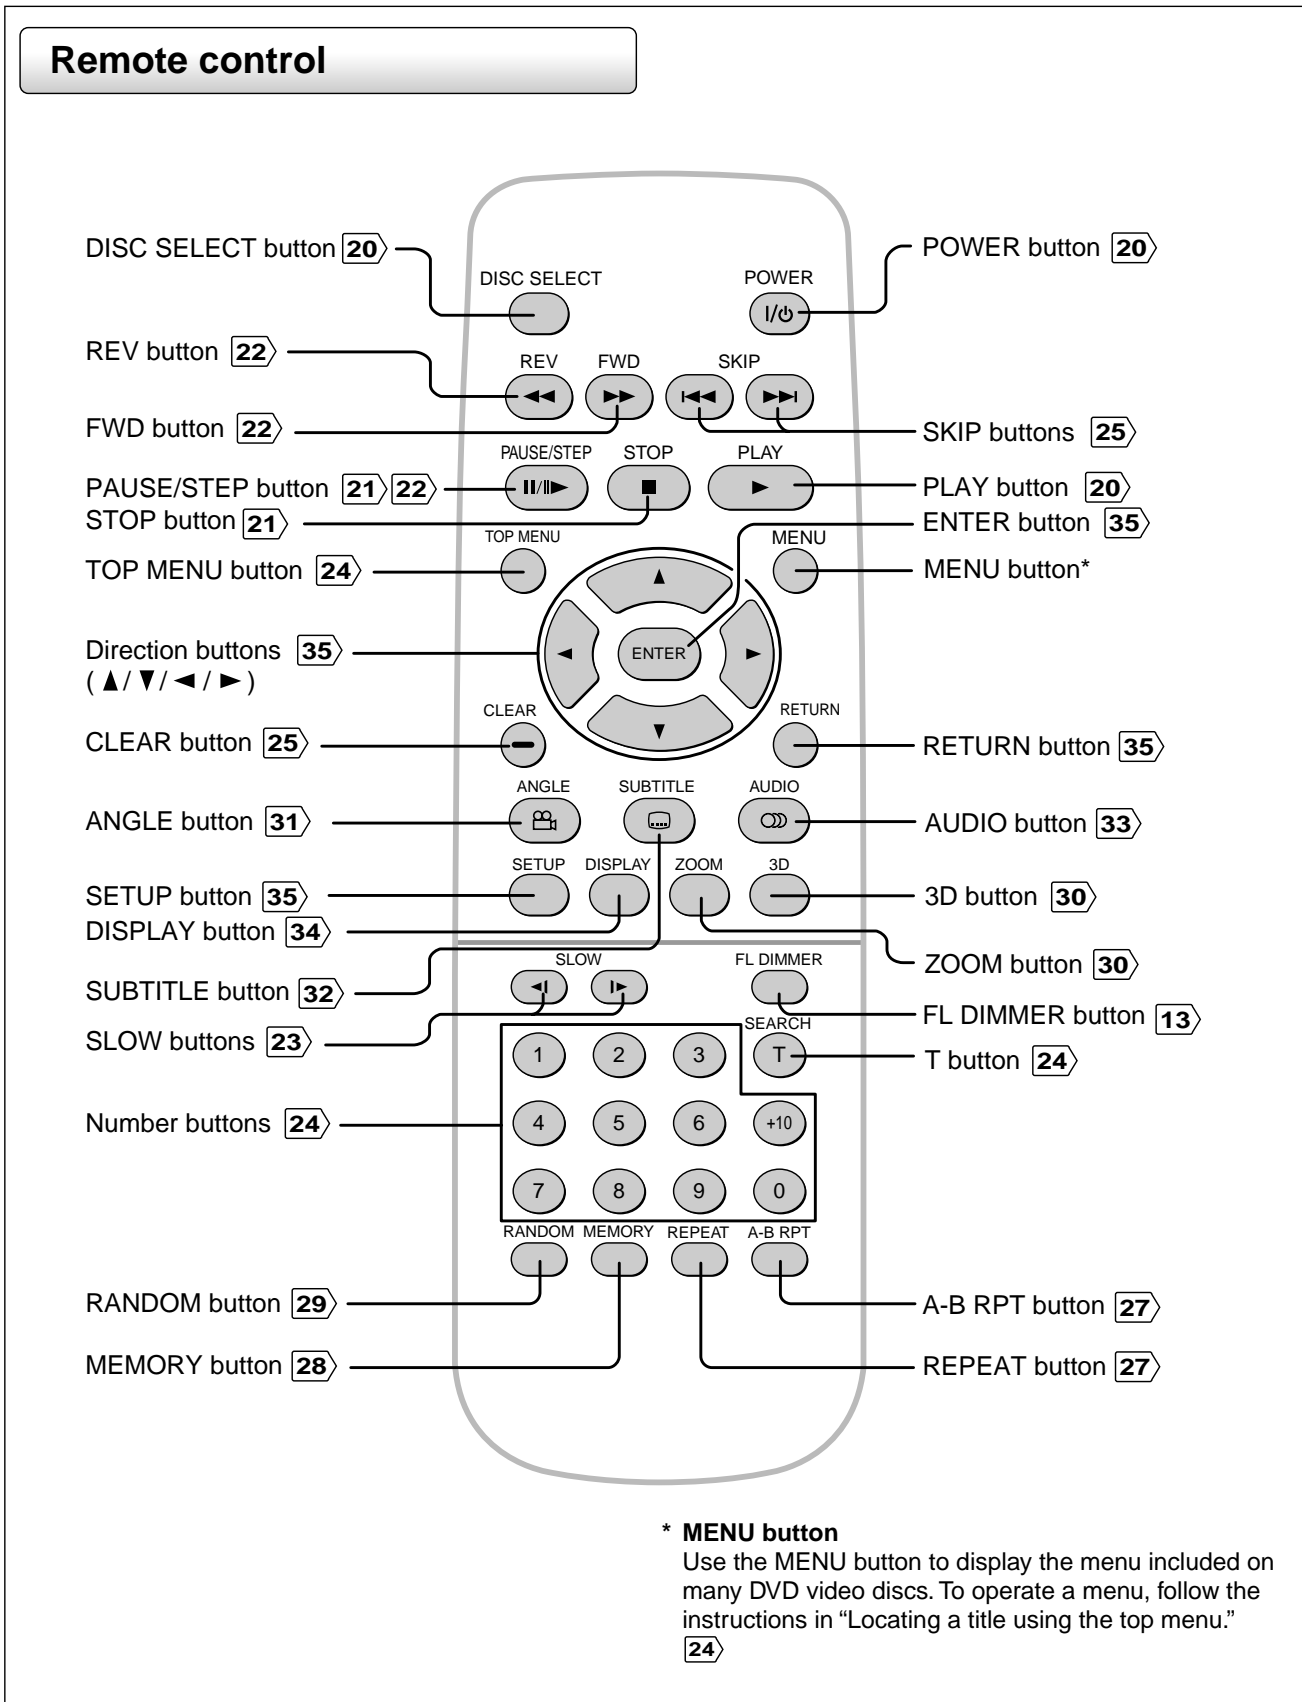 Remote control
DISC SELECT button 20
REV button 22
FWD button 22
PAUSE/STEP button 21 22
STOP button 21
TOP MENU button 24
Direction buttons 35
( ▲/ ▼/ ◄ / ► )
CLEAR button 25
ANGLE button 31
SETUP button 35
DISPLAY button 34
SUBTITLE button 32
SLOW buttons 23
Number buttons 24
RANDOM button 29
MEMORY button 28
DISC SELECT POWER
I/⏻
REV FWD SKIP
PAUSE/STEP STOP PLAY
TOP MENU MENU
ENTER
CLEAR RETURN
ANGLE SUBTITLE AUDIO
SETUP DISPLAY ZOOM 3D
SLOW FL DIMMER
SEARCH
1 2 3 T
4 5 6 +10
7 8 9 0
RANDOM MEMORY REPEAT A-B RPT
POWER button 20
SKIP buttons 25
PLAY button 20
ENTER button 35
MENU button*
RETURN button 35
AUDIO button 33
3D button 30
ZOOM button 30
FL DIMMER button 13
T button 24
A-B RPT button 27
REPEAT button 27
* MENU button
Use the MENU button to display the menu included on
many DVD video discs. To operate a menu, follow the
instructions in “Locating a title using the top menu.”
24